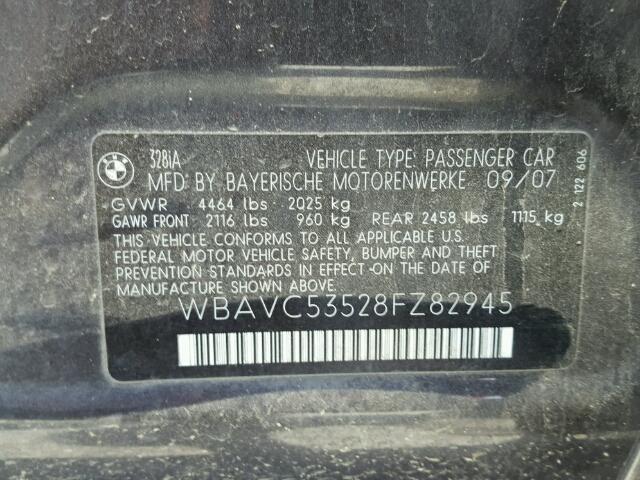 BMW
328iA VEHICLE TYPE: PASSENGER CAR
MFD BY BAYERISCHE MOTORENWERKE 09/07
GVWR 4464 lbs 2025 kg
GAWR FRONT 2116 lbs 960 kg REAR 2458 lbs 1115 kg
THIS VEHICLE CONFORMS TO ALL APPLICABLE U.S.
FEDERAL MOTOR VEHICLE SAFETY, BUMPER AND THEFT
PREVENTION STANDARDS IN EFFECT ON THE DATE OF
MANUFACTURE SHOWN ABOVE.
WBAVC53528FZ82945
2 122 606